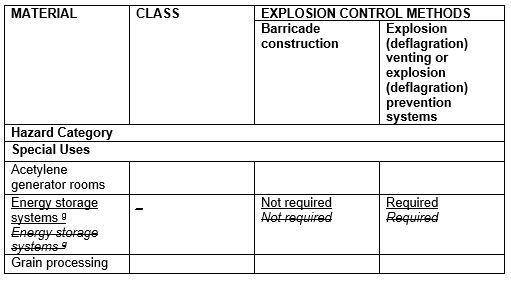 MATERIAL CLASS EXPLOSION CONTROL METHODS
Barricade
construction
Explosion
(deflagration)
venting or
explosion
(deflagration)
prevention
systems
Hazard Category
Special Uses
Acetylene
generator rooms
Energy storage
systems g
Energy storage
systems g
–
Not required
Not required
Required
Required
Grain processing